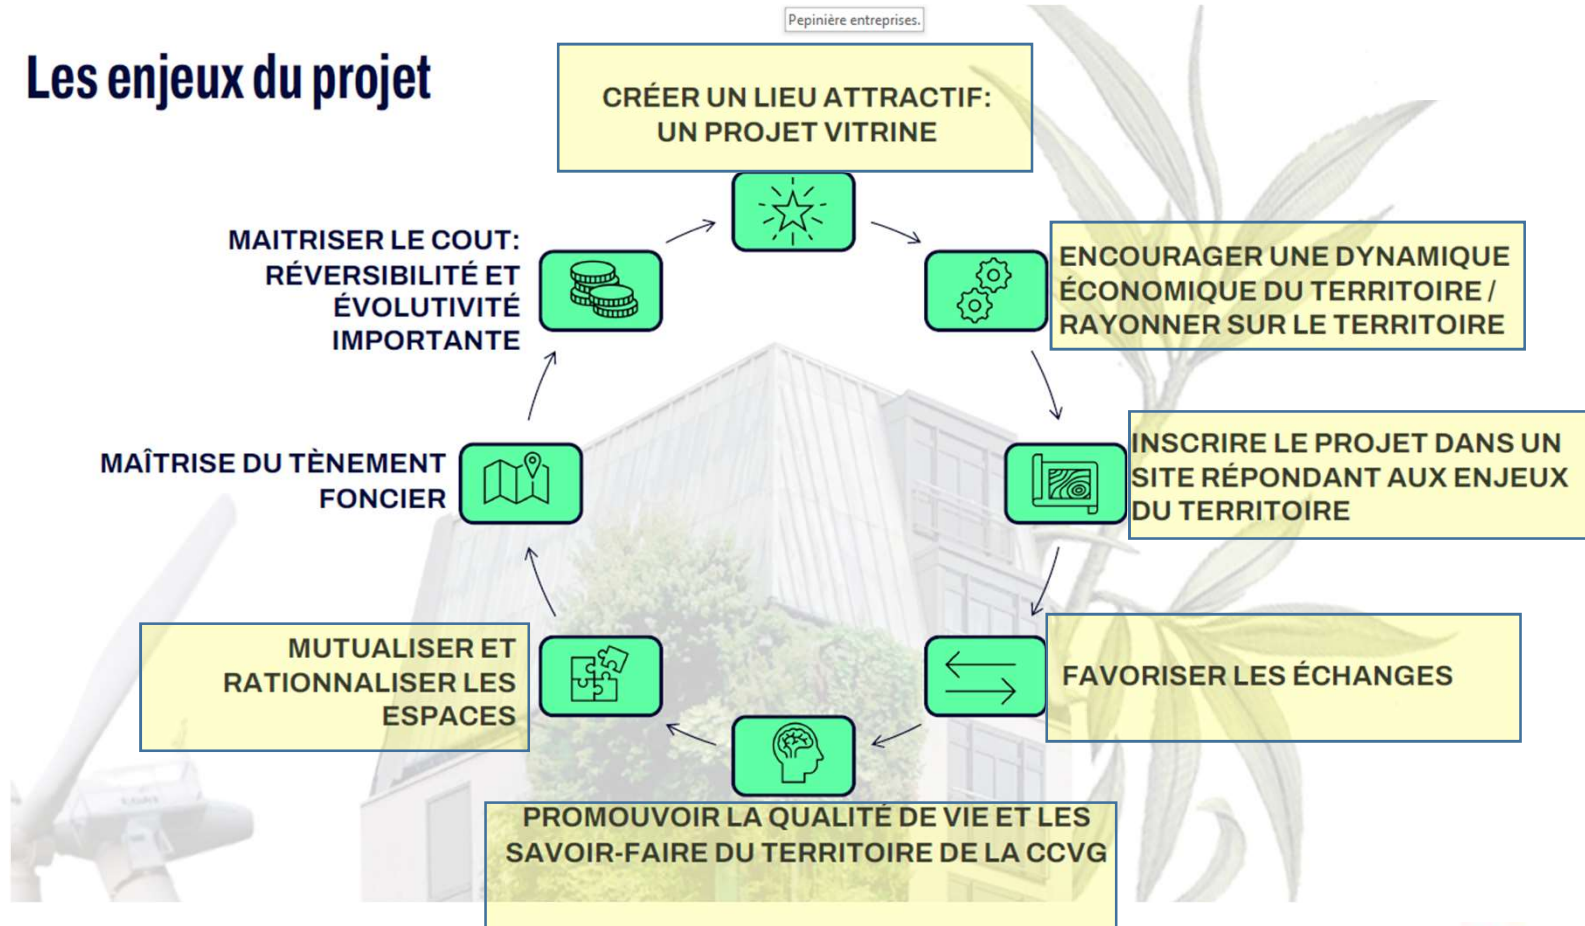 Pepinière entreprises.
Les enjeux du projet
CRÉER UN LIEU ATTRACTIF:
UN PROJET VITRINE
ENCOURAGER UNE DYNAMIQUE
ÉCONOMIQUE DU TERRITOIRE /
RAYONNER SUR LE TERRITOIRE
INSCRIRE LE PROJET DANS UN
SITE RÉPONDANT AUX ENJEUX
DU TERRITOIRE
FAVORISER LES ÉCHANGES
PROMOUVOIR LA QUALITÉ DE VIE ET LES
SAVOIR-FAIRE DU TERRITOIRE DE LA CCVG
MUTUALISER ET
RATIONNALISER LES
ESPACES
MAÎTRISE DU TÈNEMENT
FONCIER
MAITRISER LE COUT:
RÉVERSIBILITÉ ET
ÉVOLUTIVITÉ
IMPORTANTE